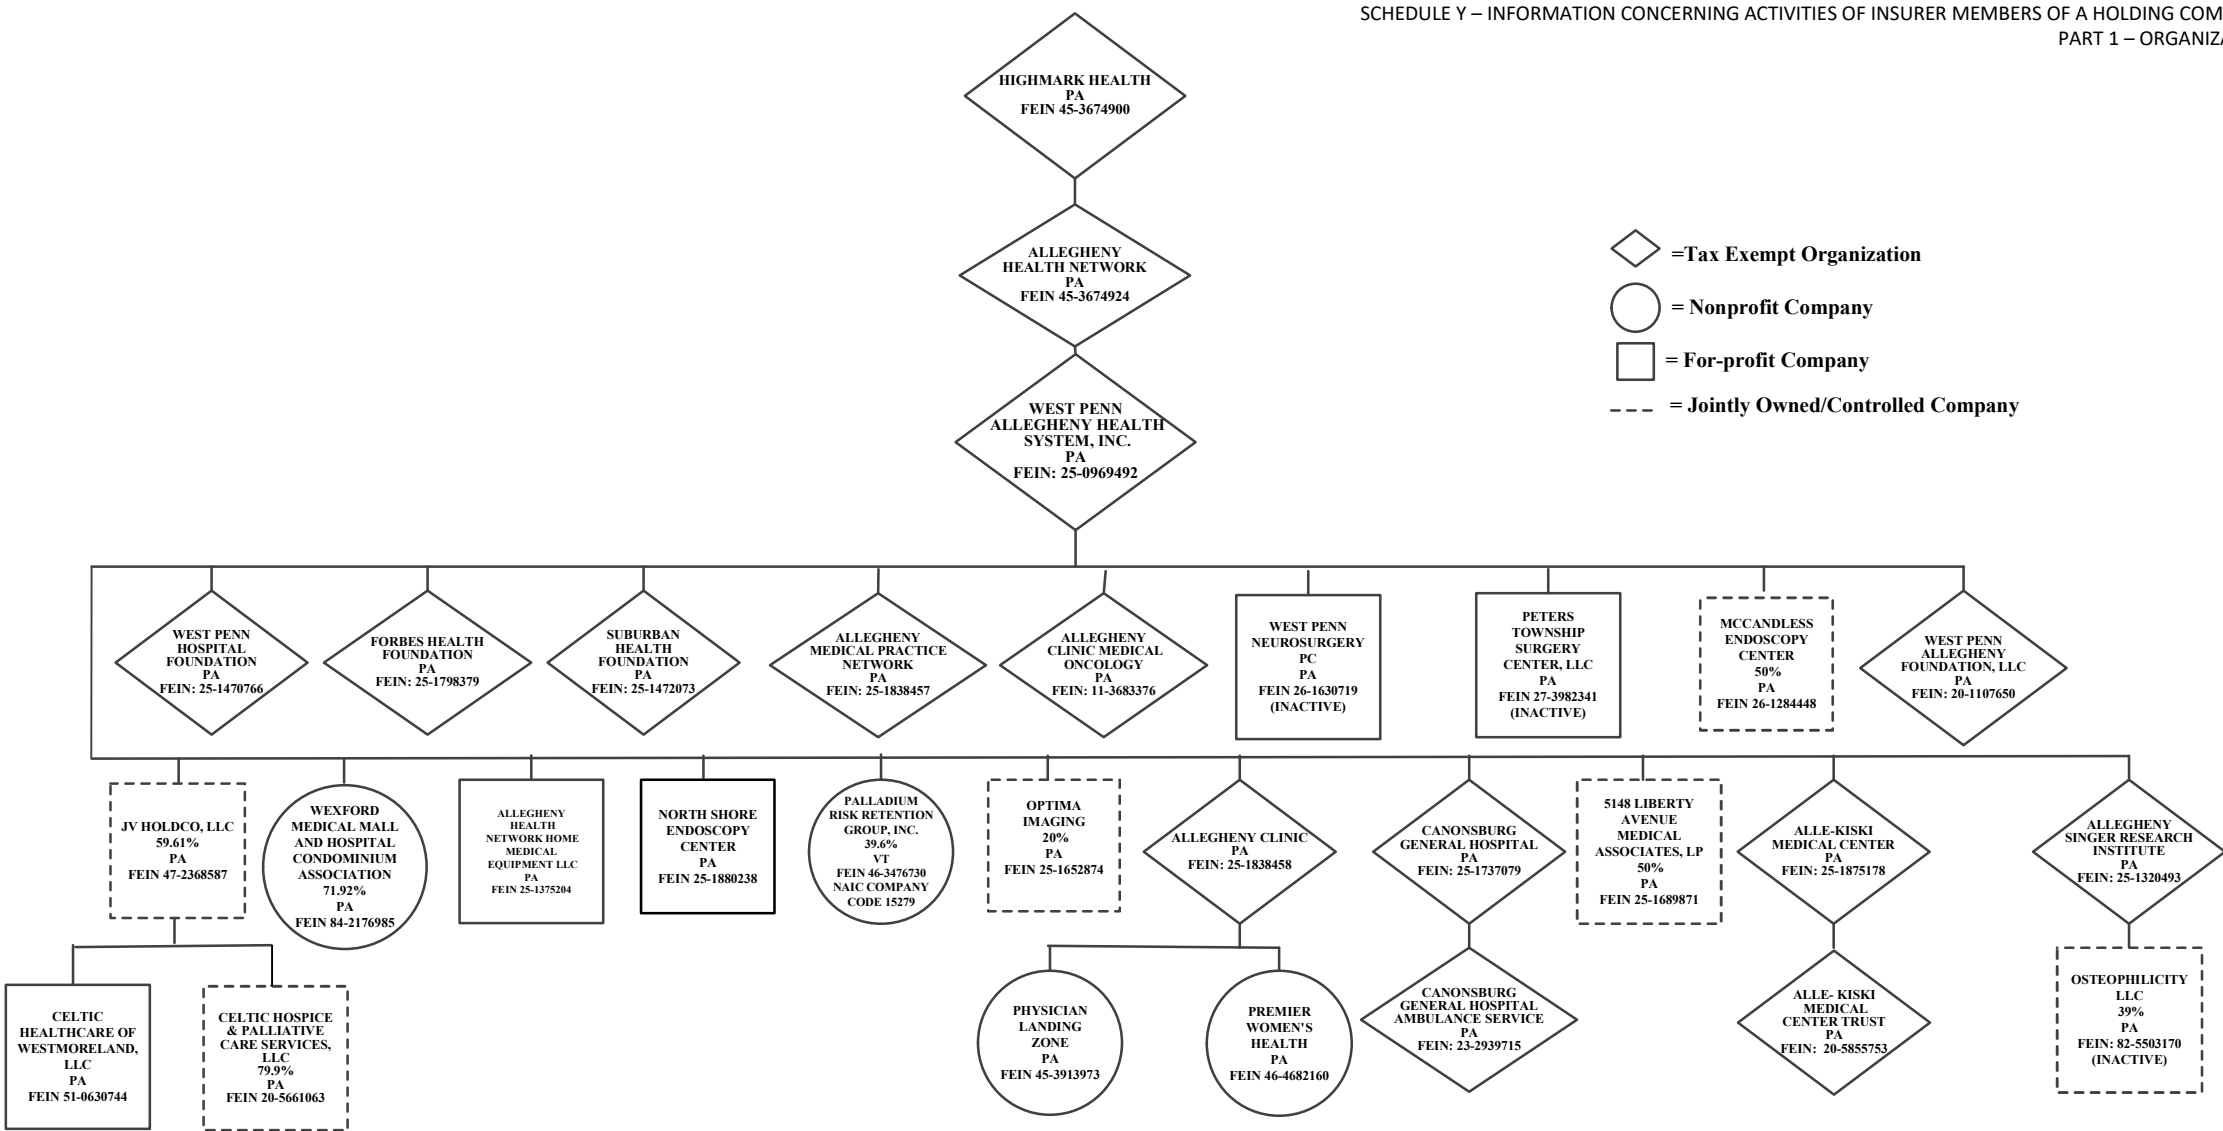 SCHEDULE Y – INFORMATION CONCERNING ACTIVITIES OF INSURER MEMBERS OF A HOLDING COM
PART 1 – ORGANIZA
HIGHMARK HEALTH
PA
FEIN 45-3674900
ALLEGHENY
HEALTH NETWORK
PA
FEIN 45-3674924
WEST PENN
ALLEGHENY HEALTH
SYSTEM, INC.
PA
FEIN: 25-0969492
=Tax Exempt Organization
= Nonprofit Company
= For-profit Company
= Jointly Owned/Controlled Company
WEST PENN
HOSPITAL
FOUNDATION
PA
FEIN: 25-1470766
FORBES HEALTH
FOUNDATION
PA
FEIN: 25-1798379
SUBURBAN
HEALTH
FOUNDATION
PA
FEIN: 25-1472073
ALLEGHENY
MEDICAL PRACTICE
NETWORK
PA
FEIN: 25-1838457
ALLEGHENY
CLINIC MEDICAL
ONCOLOGY
PA
FEIN: 11-3683376
WEST PENN
NEUROSURGERY
PC
PA
FEIN 26-1630719
(INACTIVE)
PETERS
TOWNSHIP
SURGERY
CENTER, LLC
PA
FEIN 27-3982341
(INACTIVE)
MCCANDLESS
ENDOSCOPY
CENTER
50%
PA
FEIN 26-1284448
WEST PENN
ALLEGHENY
FOUNDATION, LLC
PA
FEIN: 20-1107650
JV HOLDCO, LLC
59.61%
PA
FEIN 47-2368587
WEXFORD
MEDICAL MALL
AND HOSPITAL
CONDOMINIUM
ASSOCIATION
71.92%
PA
FEIN 84-2176985
ALLEGHENY
HEALTH
NETWORK HOME
MEDICAL
EQUIPMENT LLC
PA
FEIN 25-1375204
NORTH SHORE
ENDOSCOPY
CENTER
PA
FEIN 25-1880238
PALLADIUM
RISK RETENTION
GROUP, INC.
39.6%
VT
FEIN 46-3476730
NAIC COMPANY
CODE 15279
OPTIMA
IMAGING
20%
PA
FEIN 25-1652874
ALLEGHENY CLINIC
PA
FEIN: 25-1838458
CANONSBURG
GENERAL HOSPITAL
PA
FEIN: 25-1737079
5148 LIBERTY
AVENUE
MEDICAL
ASSOCIATES, LP
50%
PA
FEIN 25-1689871
ALLE-KISKI
MEDICAL CENTER
PA
FEIN: 25-1875178
ALLEGHENY
SINGER RESEARCH
INSTITUTE
PA
FEIN: 25-1320493
CELTIC
HEALTHCARE OF
WESTMORELAND,
LLC
PA
FEIN 51-0630744
CELTIC HOSPICE
& PALLIATIVE
CARE SERVICES,
LLC
79.9%
PA
FEIN 20-5661063
PHYSICIAN
LANDING
ZONE
PA
FEIN 45-3913973
PREMIER
WOMEN'S
HEALTH
PA
FEIN 46-4682160
CANONSBURG
GENERAL HOSPITAL
AMBULANCE SERVICE
PA
FEIN: 23-2939715
ALLE- KISKI
MEDICAL
CENTER TRUST
PA
FEIN: 20-5855753
OSTEOPHILICITY
LLC
39%
PA
FEIN: 82-5503170
(INACTIVE)